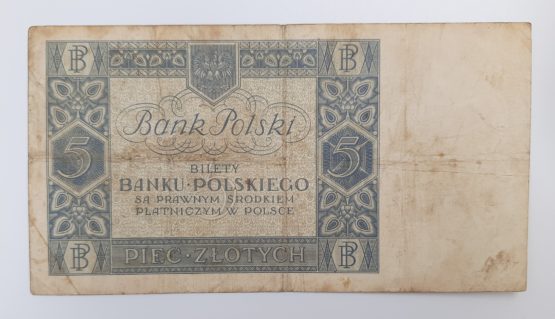 BP BP
Bank Polski
5 5
BILETY
BANKU·POLSKIEGO
SĄ PRAWNYM ŚRODKIEM
PŁATNICZYM W POLSCE
PIĘĆ·ZŁOTYCH
BP BP